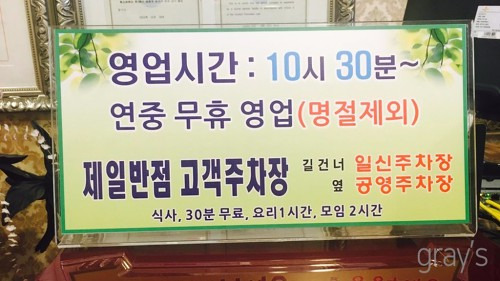 영업시간 : 10시 30분~
연중 무휴 영업(명절제외)
제일반점 고객주차장
길건너 일신주차장
옆 공영주차장
식사, 30분 무료, 요리1시간, 모임 2시간
gray's